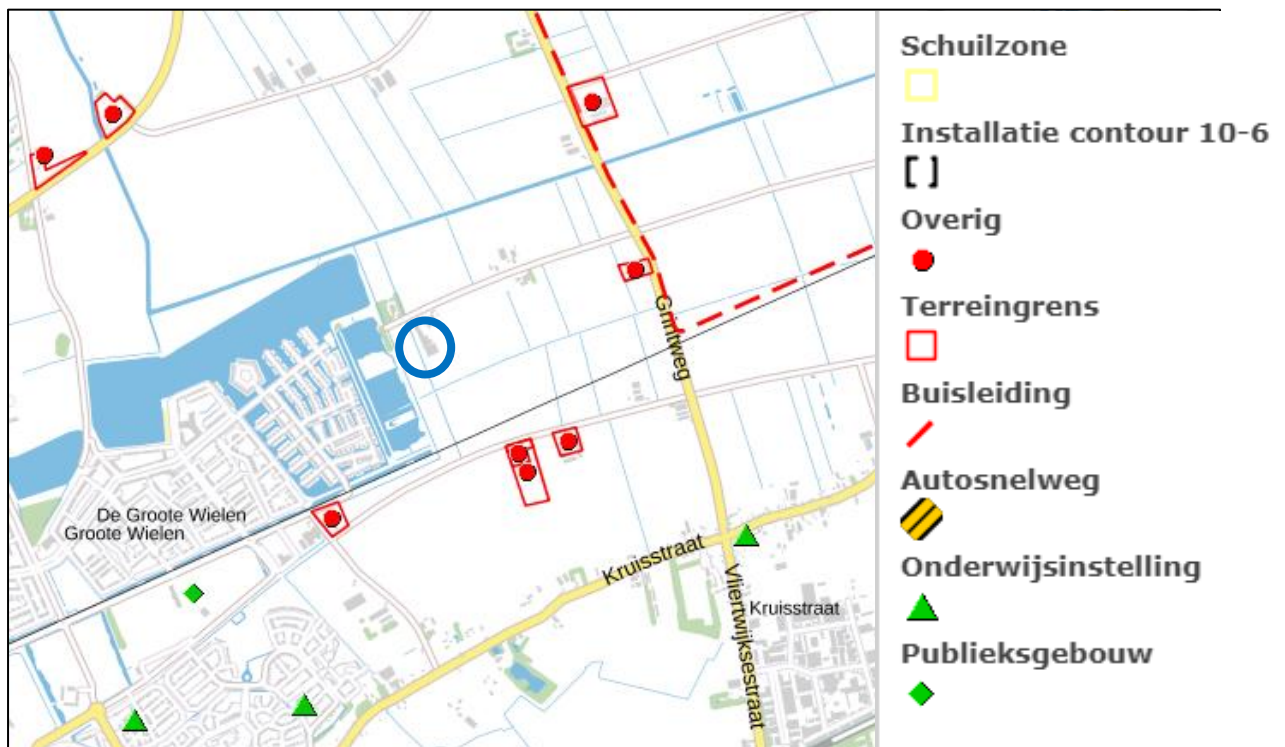 Schuilzone
Installatie contour 10-6
Overig
Terreingrens
Buisleiding
Autosnelweg
Onderwijsinstelling
Publieksgebouw
Grintweg
De Groote Wielen
Groote Wielen
Kruisstraat
Kruisstraat
Vliertwijksestraat